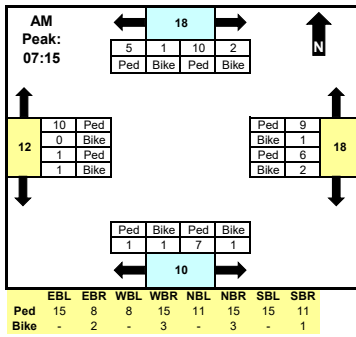 AM
Peak:
07:15
18
N
5 1 10 2
Ped Bike Ped Bike
12
10 Ped
0 Bike
1 Ped
1 Bike
Ped 9
Bike 1
Ped 6
Bike 2
18
Ped Bike Ped Bike
1 1 7 1
10
EBL EBR WBL WBR NBL NBR SBL SBR
Ped 15 8 8 15 11 15 15 11
Bike - 2 - 3 - 3 - 1